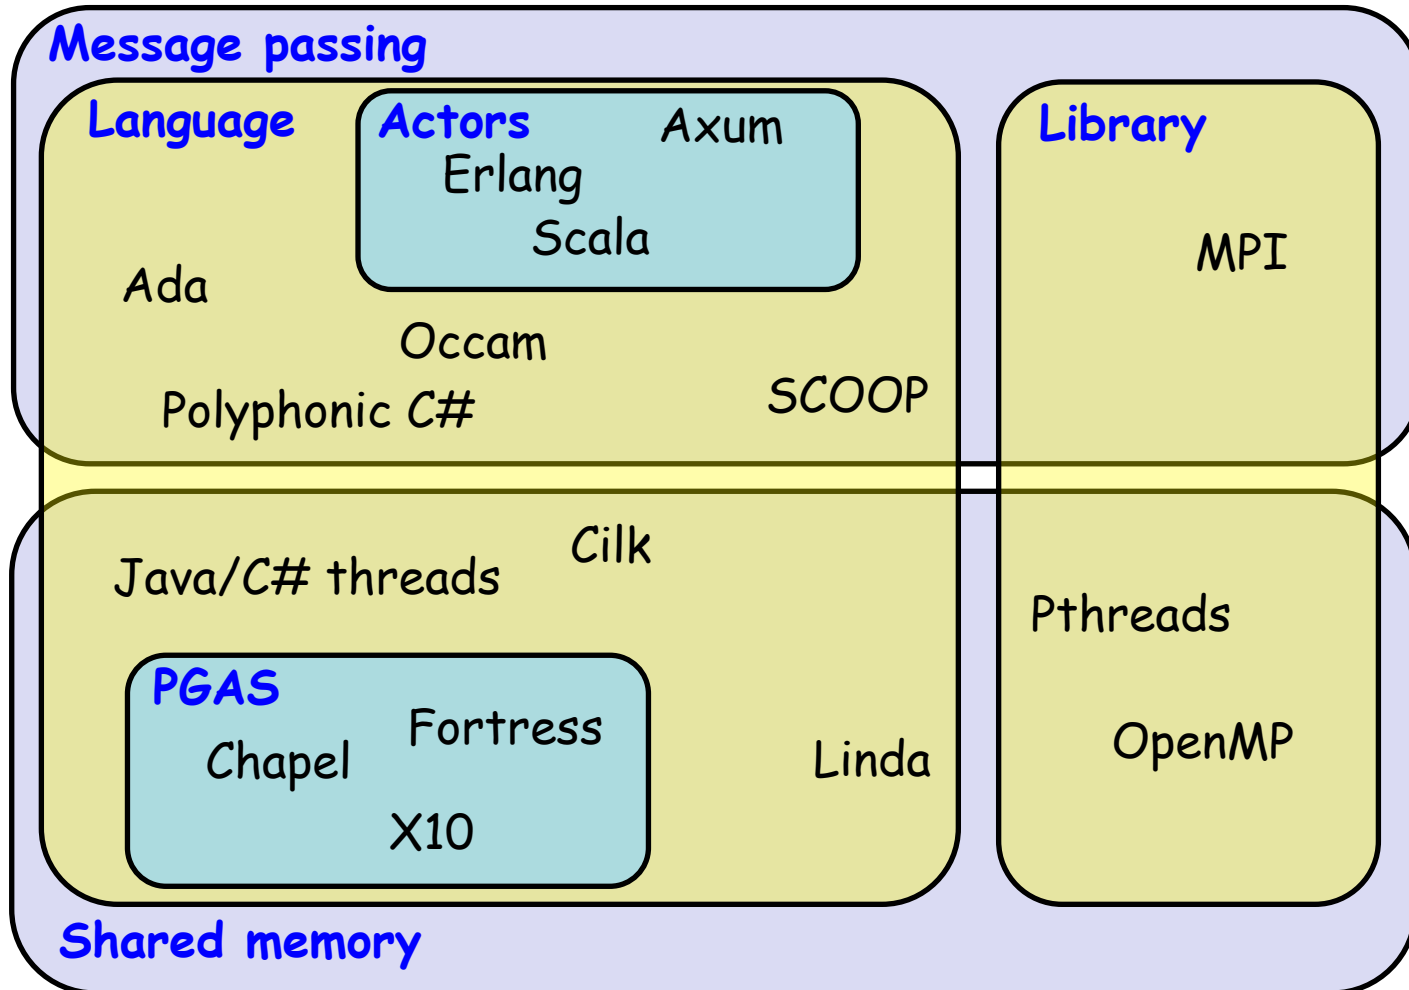 Message passing
Language
Actors
Axum
Erlang
Scala
Ada
Occam
Polyphonic C#
SCOOP
Library
MPI
Java/C# threads
Cilk
PGAS
Fortress
Chapel
X10
Linda
Pthreads
OpenMP
Shared memory